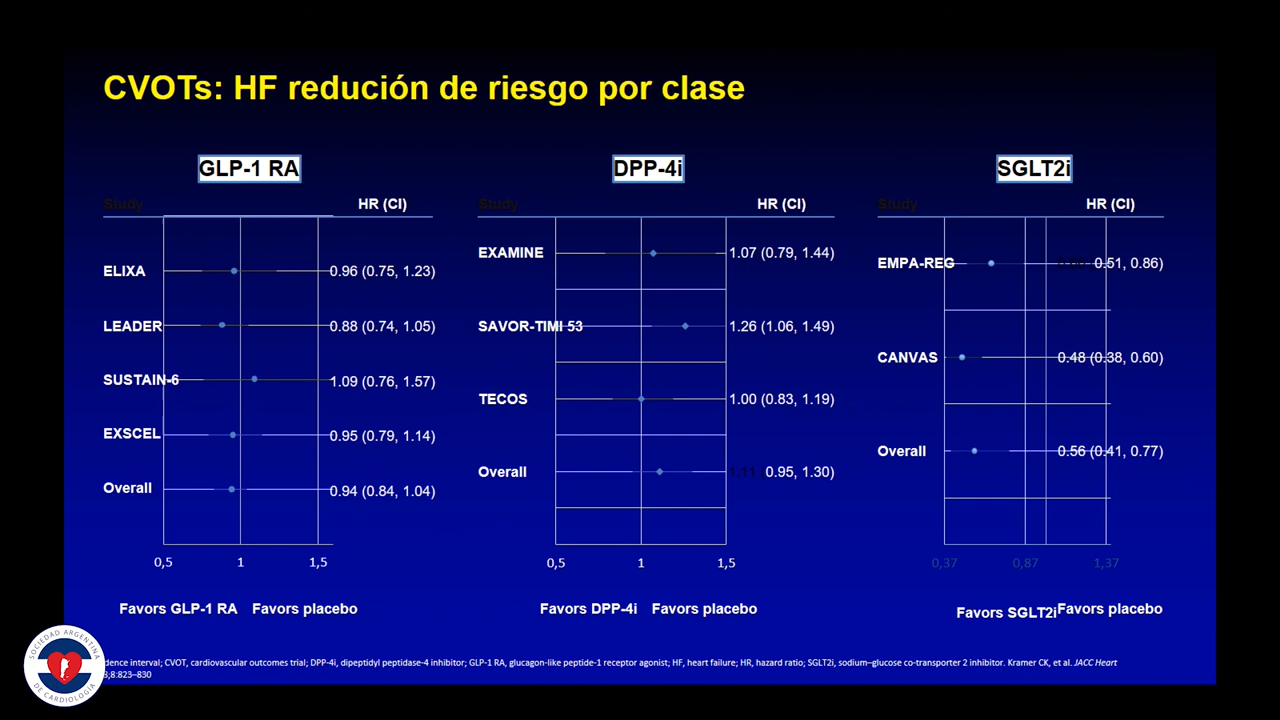 CVOTs: HF redución de riesgo por clase
GLP-1 RA
Study HR (CI)
ELIXA 0.96 (0.75, 1.23)
LEADER 0.88 (0.74, 1.05)
SUSTAIN-6 1.09 (0.76, 1.57)
EXSCEL 0.95 (0.79, 1.14)
Overall 0.94 (0.84, 1.04)
0,5 1 1,5
Favors GLP-1 RA Favors placebo
DPP-4i
Study HR (CI)
EXAMINE 1.07 (0.79, 1.44)
SAVOR-TIMI 53 1.26 (1.06, 1.49)
TECOS 1.00 (0.83, 1.19)
Overall 1.11 (0.95, 1.30)
0,5 1 1,5
Favors DPP-4i Favors placebo
SGLT2i
Study HR (CI)
EMPA-REG 0.51, 0.86)
CANVAS 0.48 (0.38, 0.60)
Overall 0.56 (0.41, 0.77)
0,37 0,87 1,37
Favors SGLT2i Favors placebo
dence interval; CVOT, cardiovascular outcomes trial; DPP-4i, dipeptidyl peptidase-4 inhibitor; GLP-1 RA, glucagon-like peptide-1 receptor agonist; HF, heart failure; HR, hazard ratio; SGLT2i, sodium–glucose co-transporter 2 inhibitor. Kramer CK, et al. JACC Heart
8:823–830
SOCIEDAD ARGENTINA
DE CARDIOLOGÍA